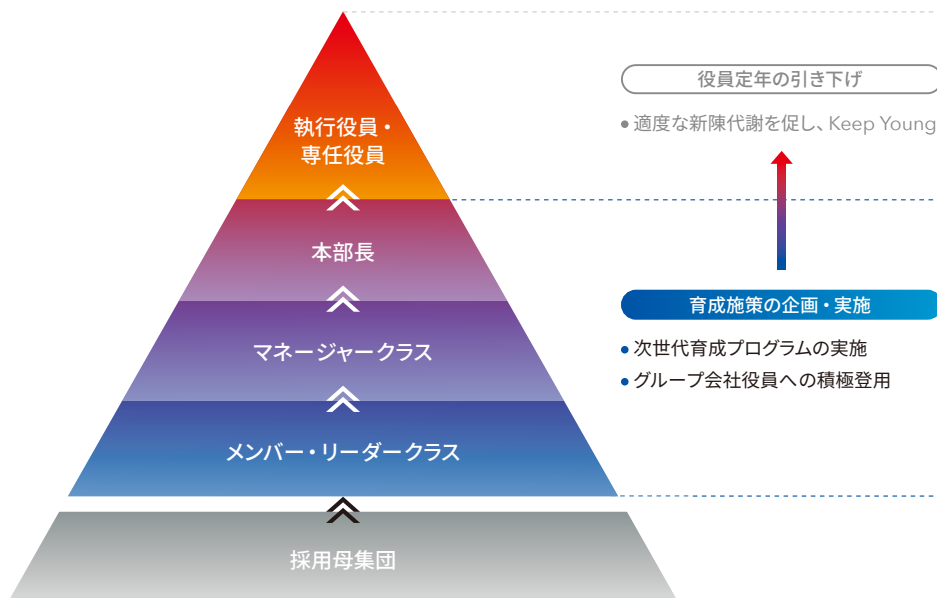 執行役員・
専任役員
本部長
マネージャークラス
メンバー・リーダークラス
採用母集団
役員定年の引き下げ
● 適度な新陳代謝を促し、Keep Young
育成施策の企画・実施
● 次世代育成プログラムの実施
● グループ会社役員への積極登用